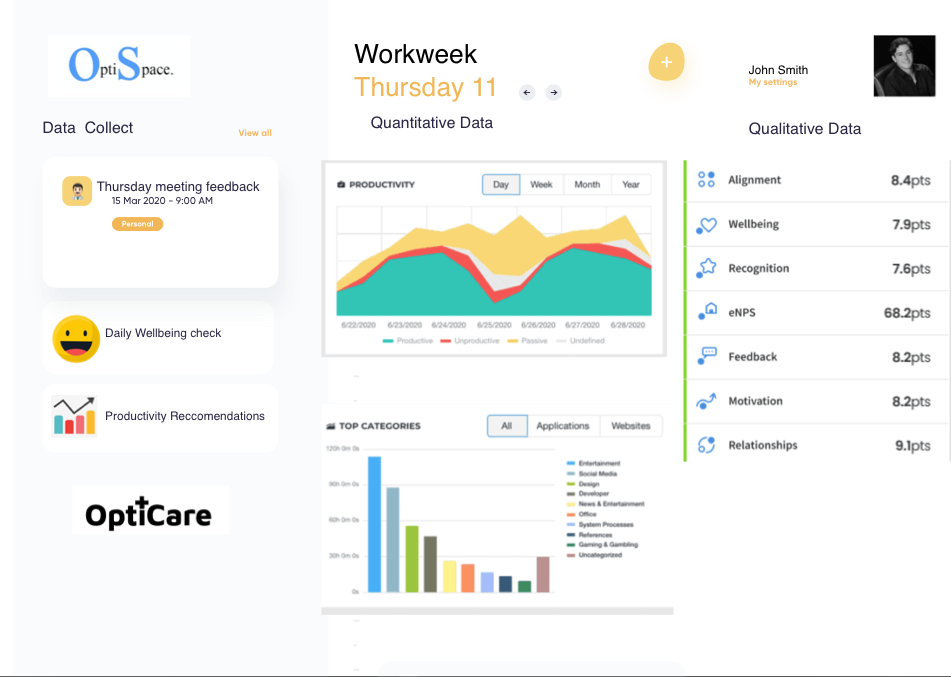 OptiSpace.
Data Collect
View all
Thursday meeting feedback
15 Mar 2020 - 9:00 AM
Personal
Daily Wellbeing check
Productivity Reccomendations
OptiCare
Workweek
Thursday 11
Quantitative Data
+
John Smith
My settings
Qualitative Data
PRODUCTIVITY
Day Week Month Year
6/22/2020 6/23/2020 6/24/2020 6/25/2020 6/26/2020 6/27/2020 6/28/2020
Productive Unproductive Passive Undefined
TOP CATEGORIES
All Applications Websites
120h 0m 0s
90h 0m 0s
60h 0m 0s
30h 0m 0s
0s
Entertainment
Social Media
Design
Developer
News & Entertainment
Office
System Processes
References
Gaming & Gambling
Uncategorized
Alignment 8.4pts
Wellbeing 7.9pts
Recognition 7.6pts
eNPS 68.2pts
Feedback 8.2pts
Motivation 8.2pts
Relationships 9.1pts